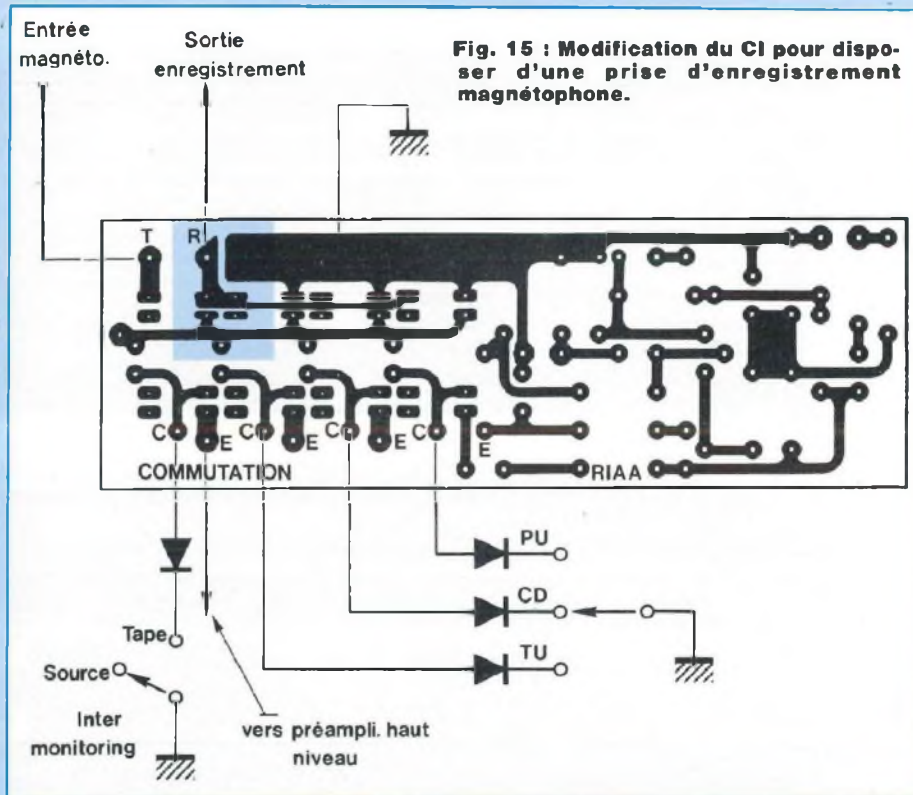 Entrée
magnéto.
Sortie
enregistrement
Fig. 15 : Modification du CI pour dispo-
ser d'une prise d'enregistrement
magnétophone.
T
R
C
E
C
E
C
E
C
E
COMMUTATION
RIAA
PU
CD
TU
Tape
Source
Inter
monitoring
vers préampli. haut
niveau